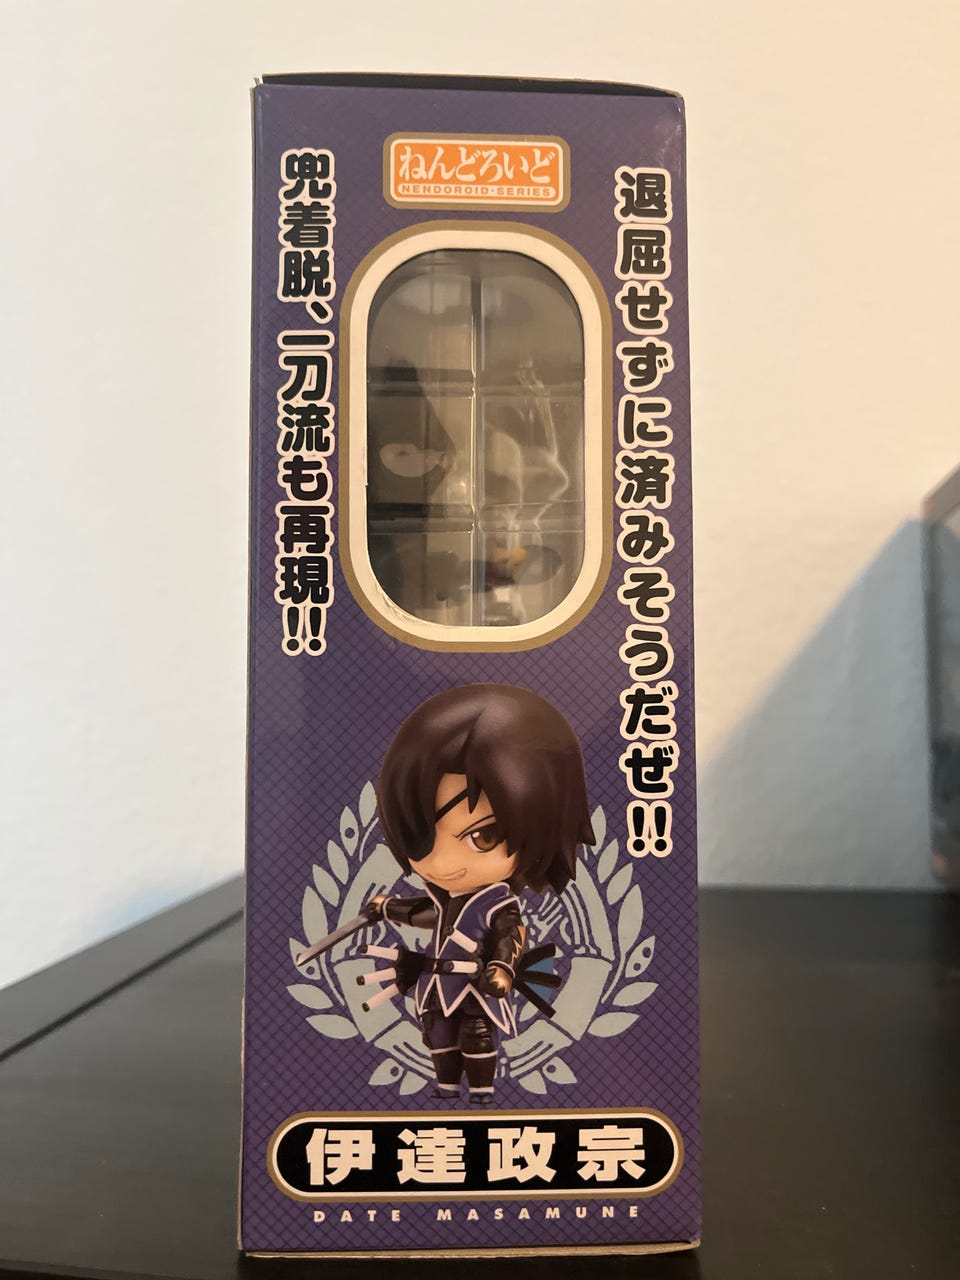 ねんどろいど
NENDOROID・SERIES
退屈せずに済みそうだぜ!!
兜着脱、一刀流も再現!!
伊達政宗
DATE MASAMUNE